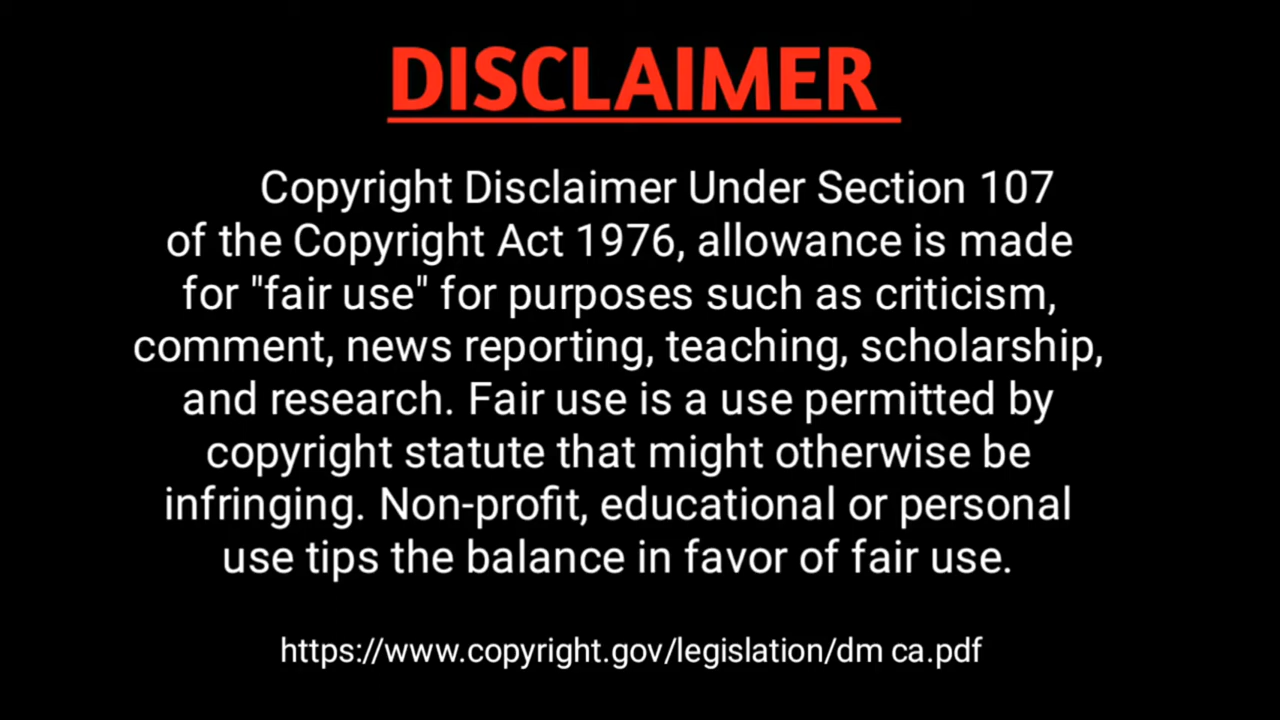 DISCLAIMER
Copyright Disclaimer Under Section 107
of the Copyright Act 1976, allowance is made
for "fair use" for purposes such as criticism,
comment, news reporting, teaching, scholarship,
and research. Fair use is a use permitted by
copyright statute that might otherwise be
infringing. Non-profit, educational or personal
use tips the balance in favor of fair use.
https://www.copyright.gov/legislation/dm ca.pdf